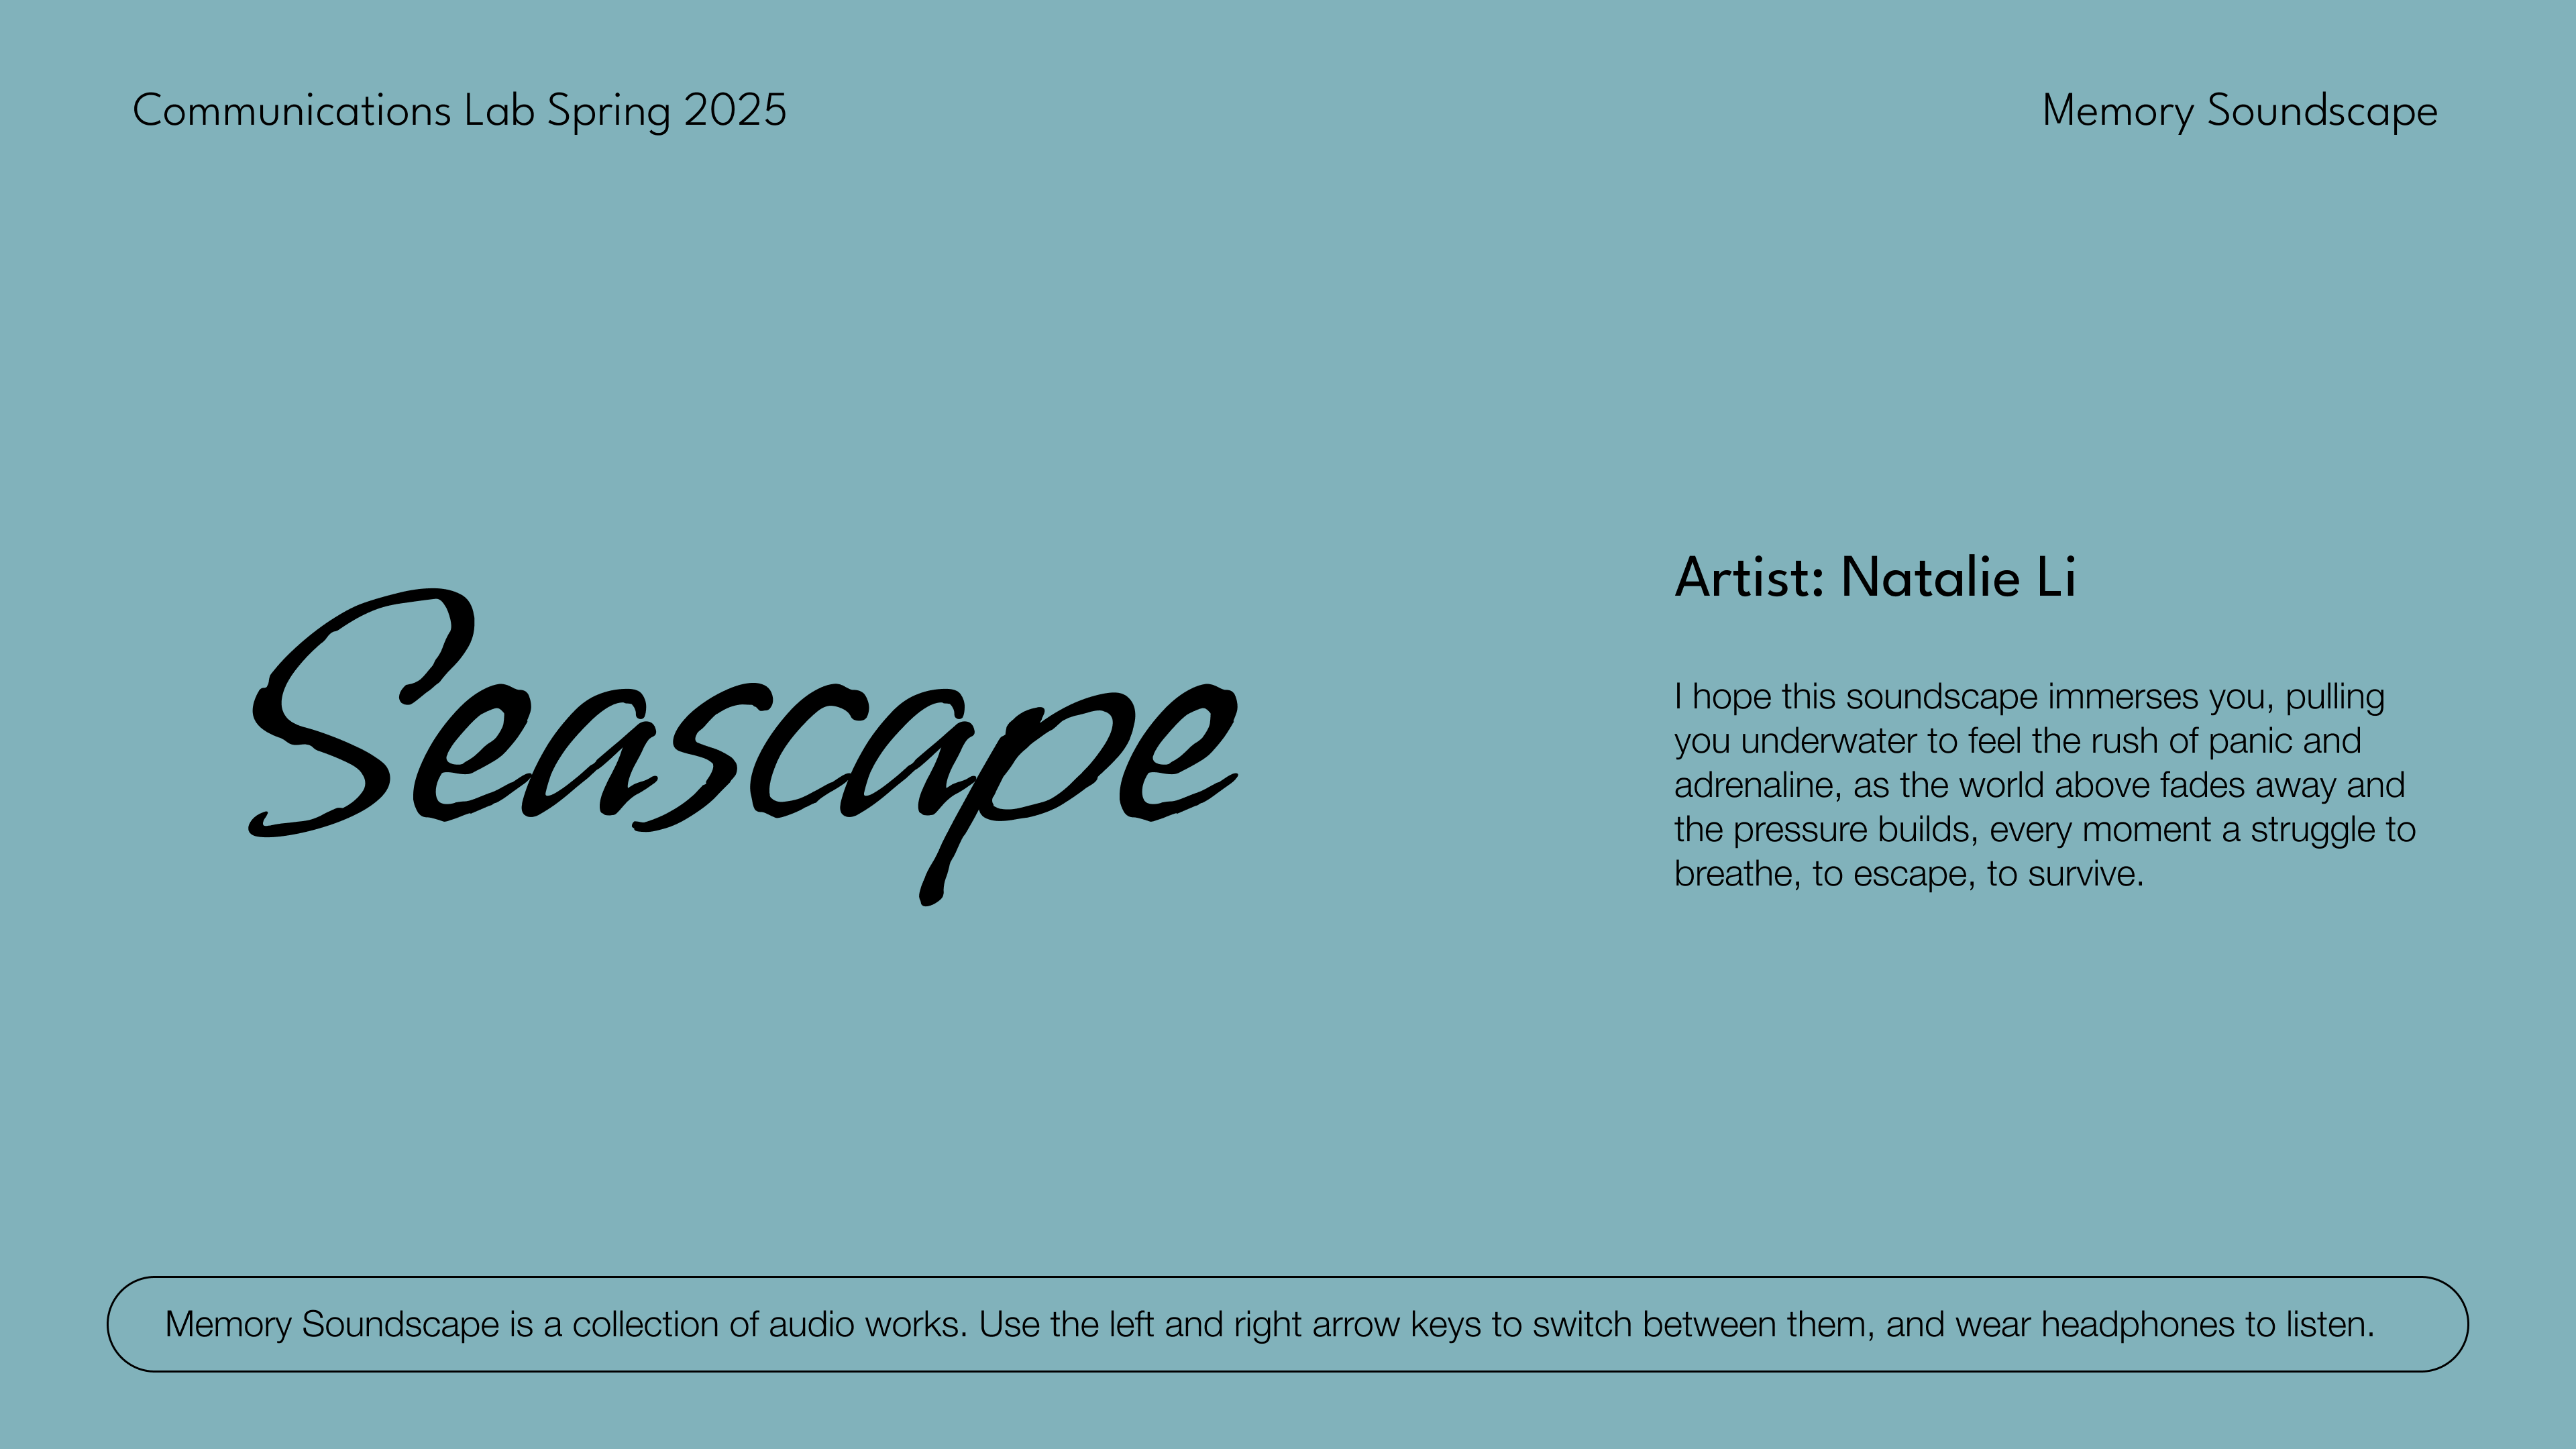 Communications Lab Spring 2025
Memory Soundscape
Seascape
Artist: Natalie Li
I hope this soundscape immerses you, pulling
you underwater to feel the rush of panic and
adrenaline, as the world above fades away and
the pressure builds, every moment a struggle to
breathe, to escape, to survive.
Memory Soundscape is a collection of audio works. Use the left and right arrow keys to switch between them, and wear headphones to listen.